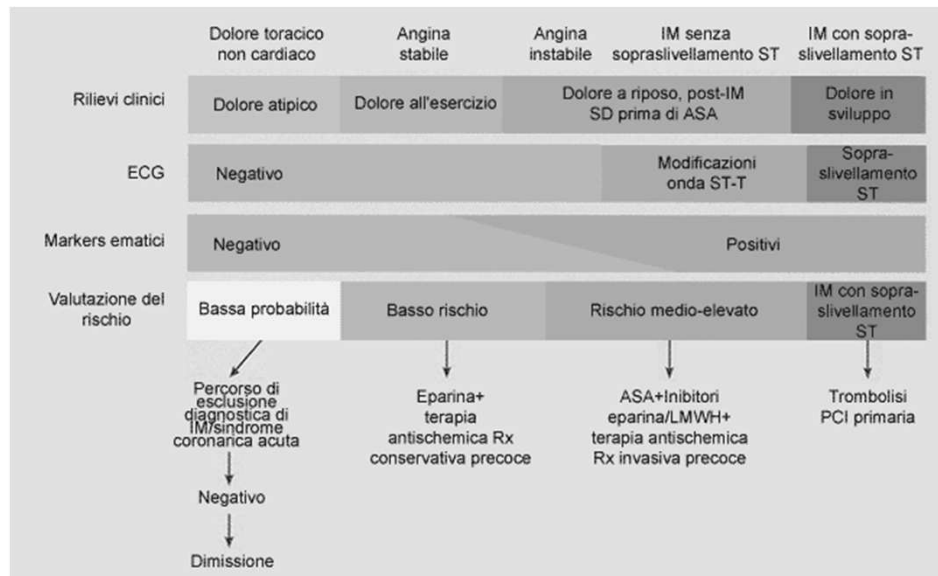 Dolore toracico
non cardiaco
Angina
stabile
Angina
instabile
IM senza
sopraslivellamento ST
IM con sopra-
slivellamento ST
Rilievi clinici
Dolore atipico
Dolore all'esercizio
Dolore a riposo, post-IM
SD prima di ASA
Dolore in
sviluppo
ECG
Negativo
Modificazioni
onda ST-T
Sopra-
slivellamento
ST
Markers ematici
Negativo
Positivi
Valutazione del
rischio
Bassa probabilità
Basso rischio
Rischio medio-elevato
IM con sopra-
slivellamento
ST
Percorso di
esclusione
diagnostica di
IM/sindrome
coronarica acuta
Negativo
Dimissione
Eparina+
terapia
antischemica Rx
conservativa precoce
ASA+Inibitori
eparina/LMWH+
terapia antischemica
Rx invasiva precoce
Trombolisi
PCI primaria